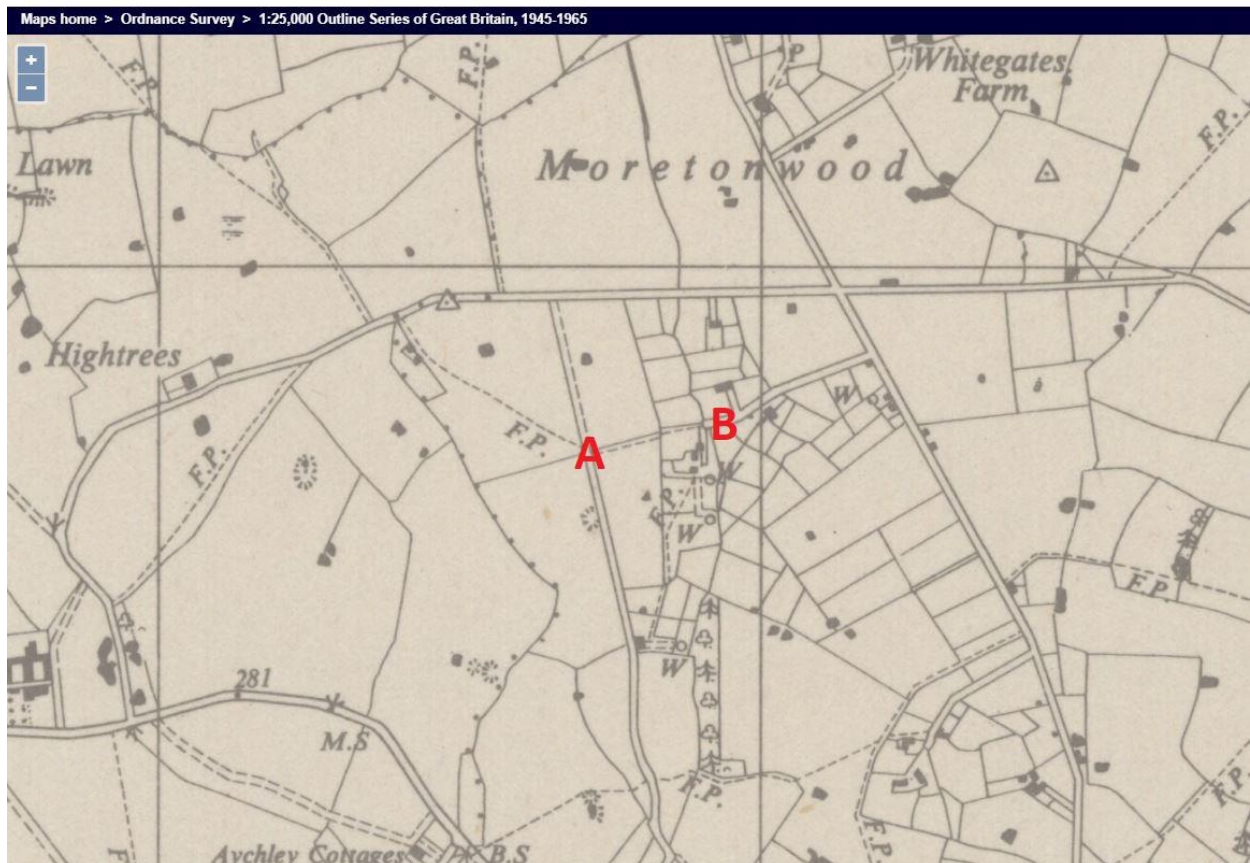 Maps home > Ordnance Survey > 1:25,000 Outline Series of Great Britain, 1945-1965
+
−
F.P.
F.P.
P
Whitegates
Farm
F.P.
Lawn
Moretonwood
Hightrees
F.P.
F.P.
A
B
W
W
F.P.
W
F.P.
W
281
M.S
F.P.
F.P.
F.P.
F
Aychley Cottages
B.S